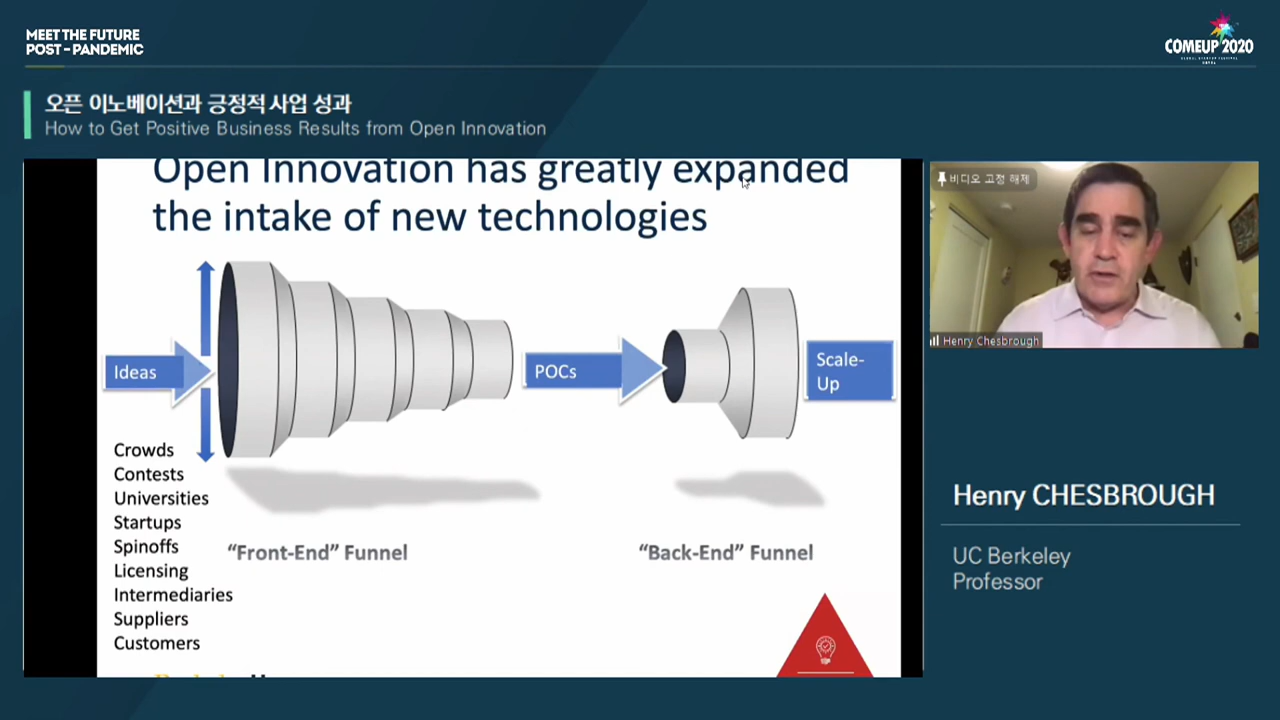 MEET THE FUTURE
POST-PANDEMIC
COMEUP 2020
오픈 이노베이션과 긍정적 사업 성과
How to Get Positive Business Results from Open Innovation
Open Innovation has greatly expanded
the intake of new technologies
Ideas
POCs
Scale-
Up
Crowds
Contests
Universities
Startups
Spinoffs
Licensing
Intermediaries
Suppliers
Customers
“Front-End” Funnel
“Back-End” Funnel
비디오 고정 해제
Henry Chesbrough
Henry CHESBROUGH
UC Berkeley
Professor